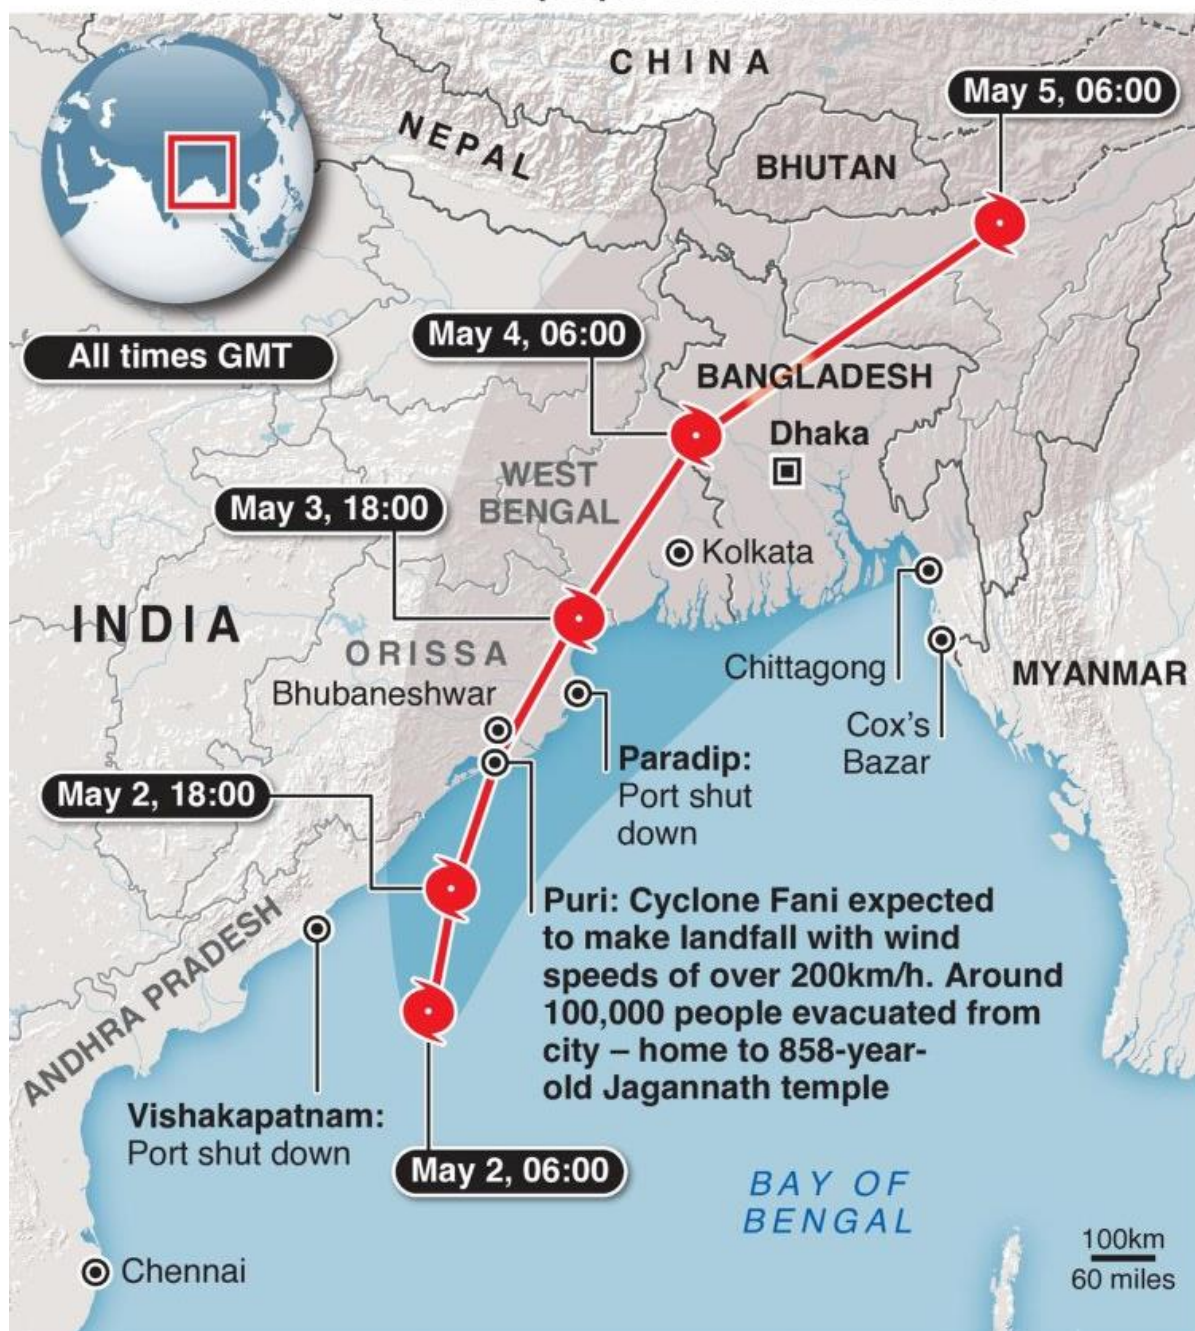 CHINA
May 5, 06:00
NEPAL
BHUTAN
May 4, 06:00
All times GMT
BANGLADESH
Dhaka
WEST
BENGAL
May 3, 18:00
Kolkata
INDIA
ORISSA
Chittagong
MYANMAR
Bhubaneshwar
Cox's
Bazar
Paradip:
Port shut
down
May 2, 18:00
Puri: Cyclone Fani expected
to make landfall with wind
speeds of over 200km/h. Around
100,000 people evacuated from
city – home to 858-year-
old Jagannath temple
ANDHRA PRADESH
Vishakapatnam:
Port shut down
May 2, 06:00
BAY OF
BENGAL
100km
60 miles
Chennai